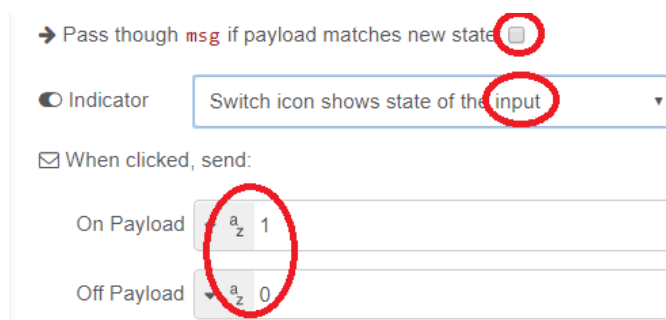 Pass though msg if payload matches new state
Indicator Switch icon shows state of the input
When clicked, send:
On Payload a z 1
Off Payload a z 0